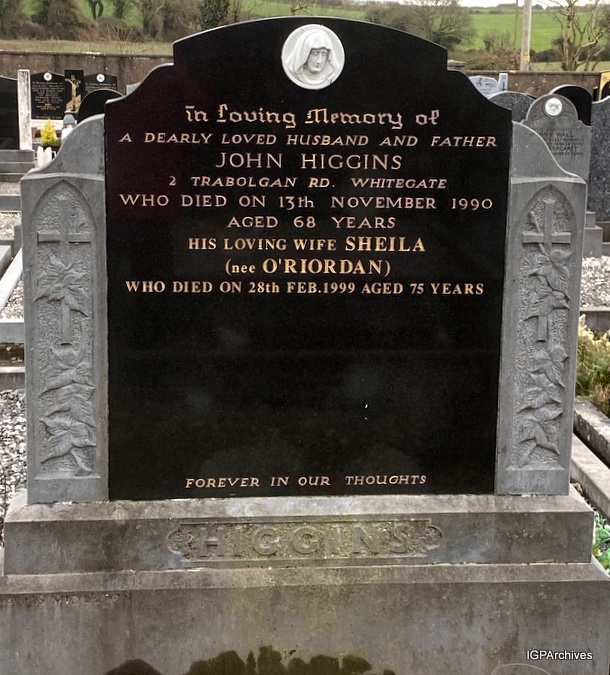 in Loving Memory of
A DEARLY LOVED HUSBAND AND FATHER
JOHN HIGGINS
2 TRABOLGAN RD. WHITEGATE
WHO DIED ON 13th NOVEMBER 1990
AGED 68 YEARS
HIS LOVING WIFE SHEILA
(nee O'RIORDAN)
WHO DIED ON 28th FEB.1999 AGED 75 YEARS
FOREVER IN OUR THOUGHTS
HIGGINS
IGPArchives